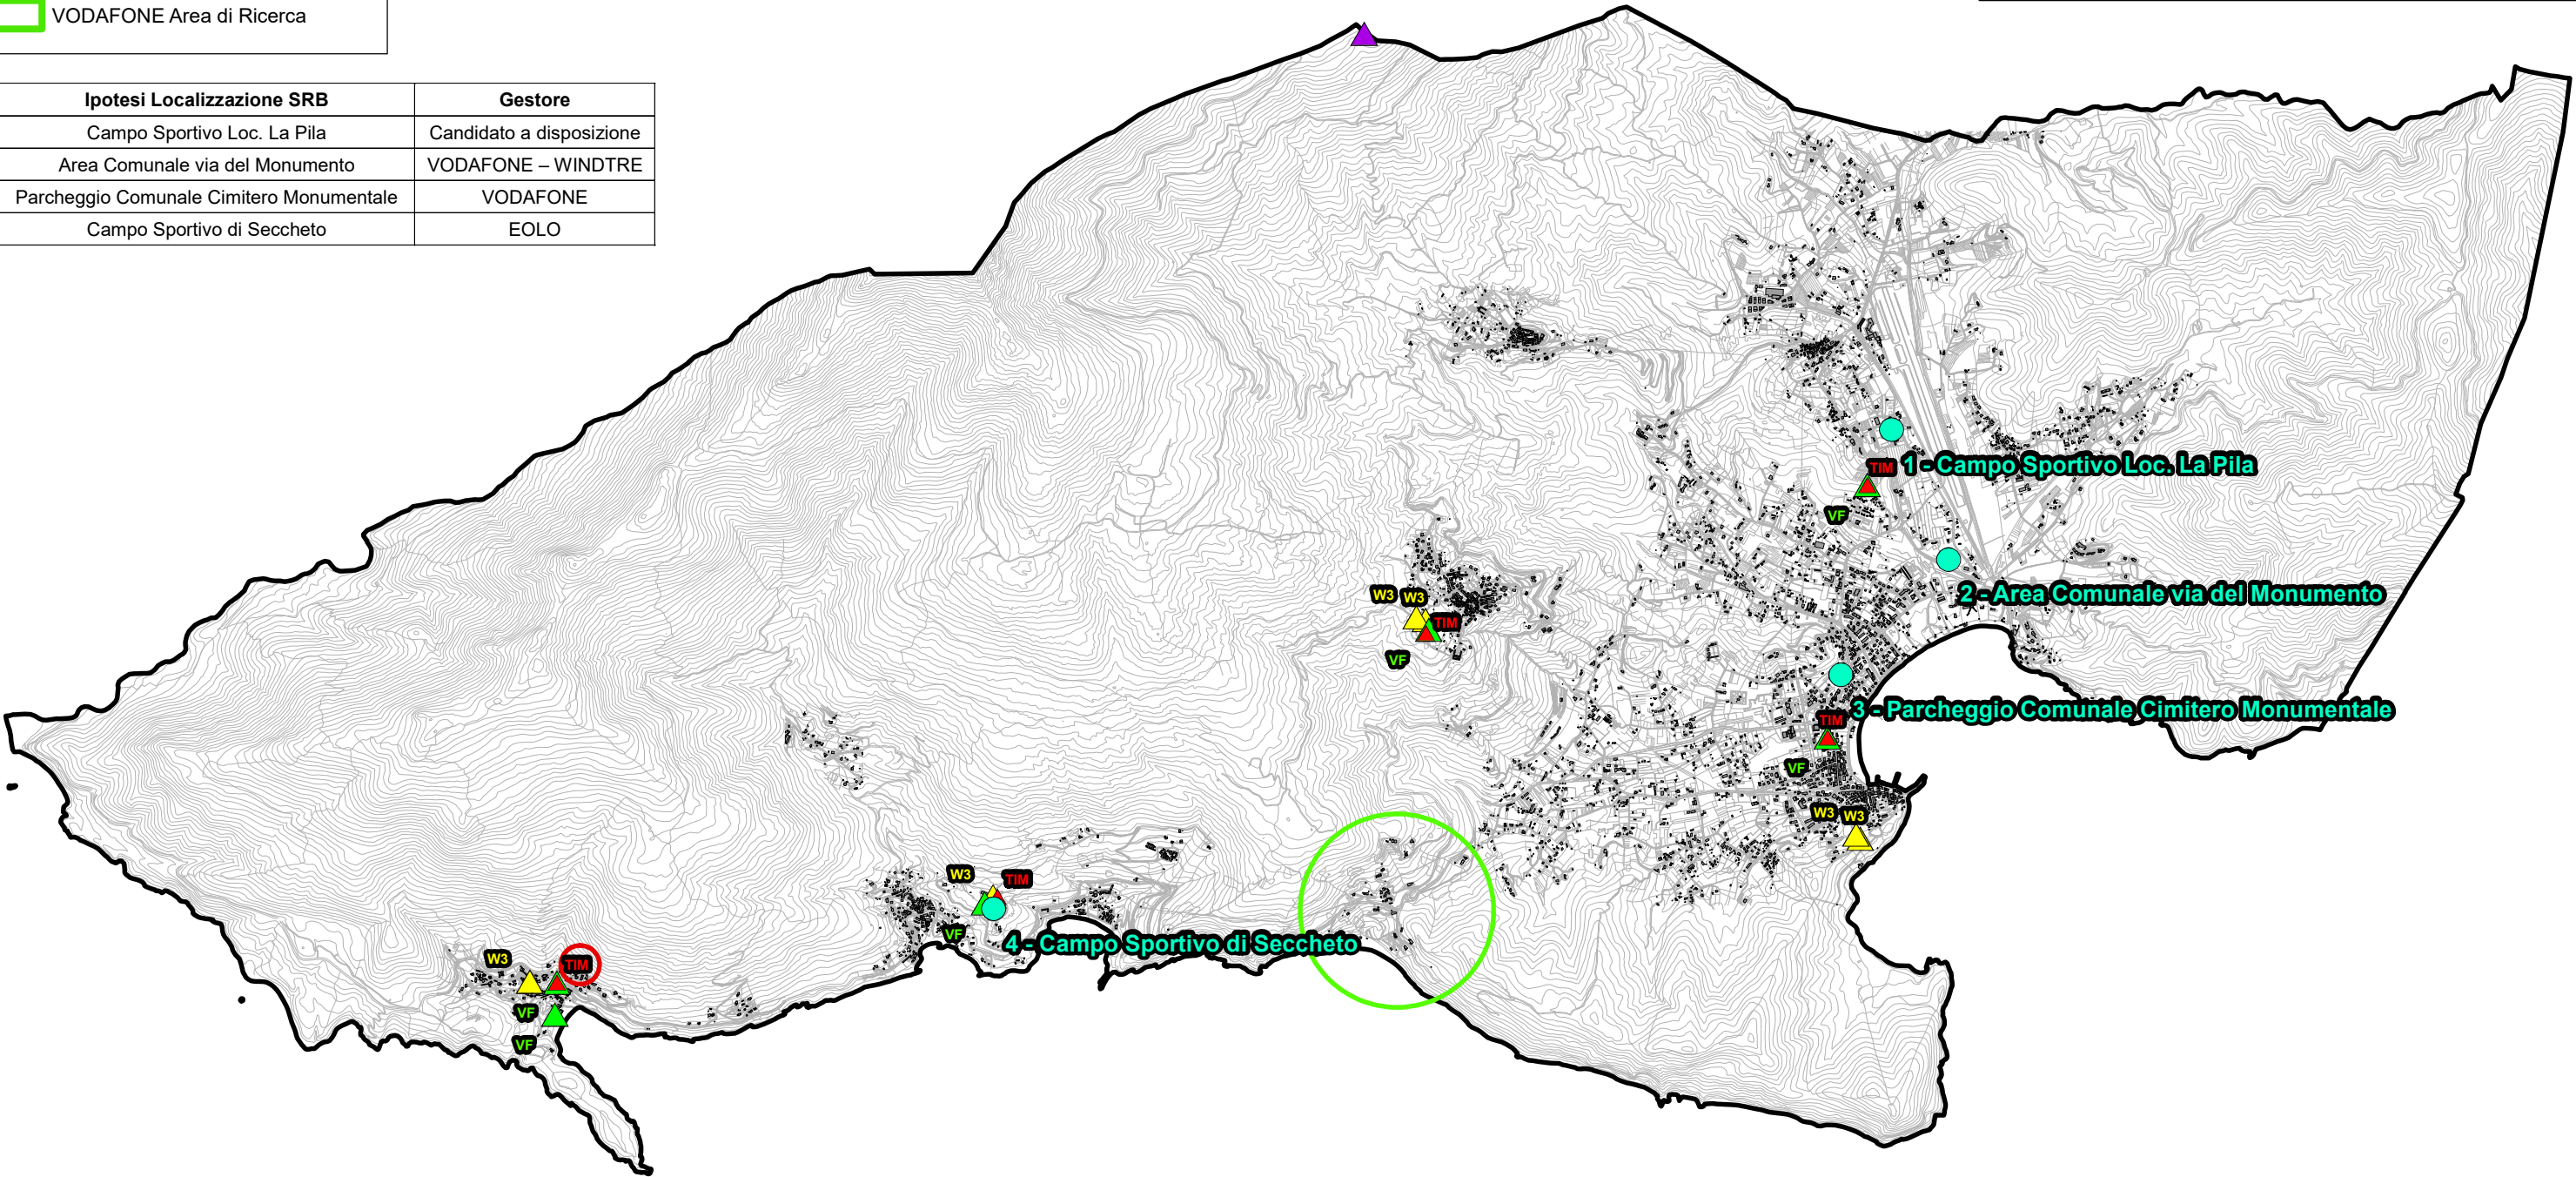 VODAFONE Area di Ricerca
Ipotesi Localizzazione SRB Gestore
Campo Sportivo Loc. La Pila Candidato a disposizione
Area Comunale via del Monumento VODAFONE – WINDTRE
Parcheggio Comunale Cimitero Monumentale VODAFONE
Campo Sportivo di Seccheto EOLO
TIM 1 - Campo Sportivo Loc. La Pila
VF
2 - Area Comunale via del Monumento
W3 W3
TIM
VF
3 - Parcheggio Comunale Cimitero Monumentale
TIM
VF
W3 W3
W3 TIM
VF
4 - Campo Sportivo di Seccheto
W3 TIM
VF
VF